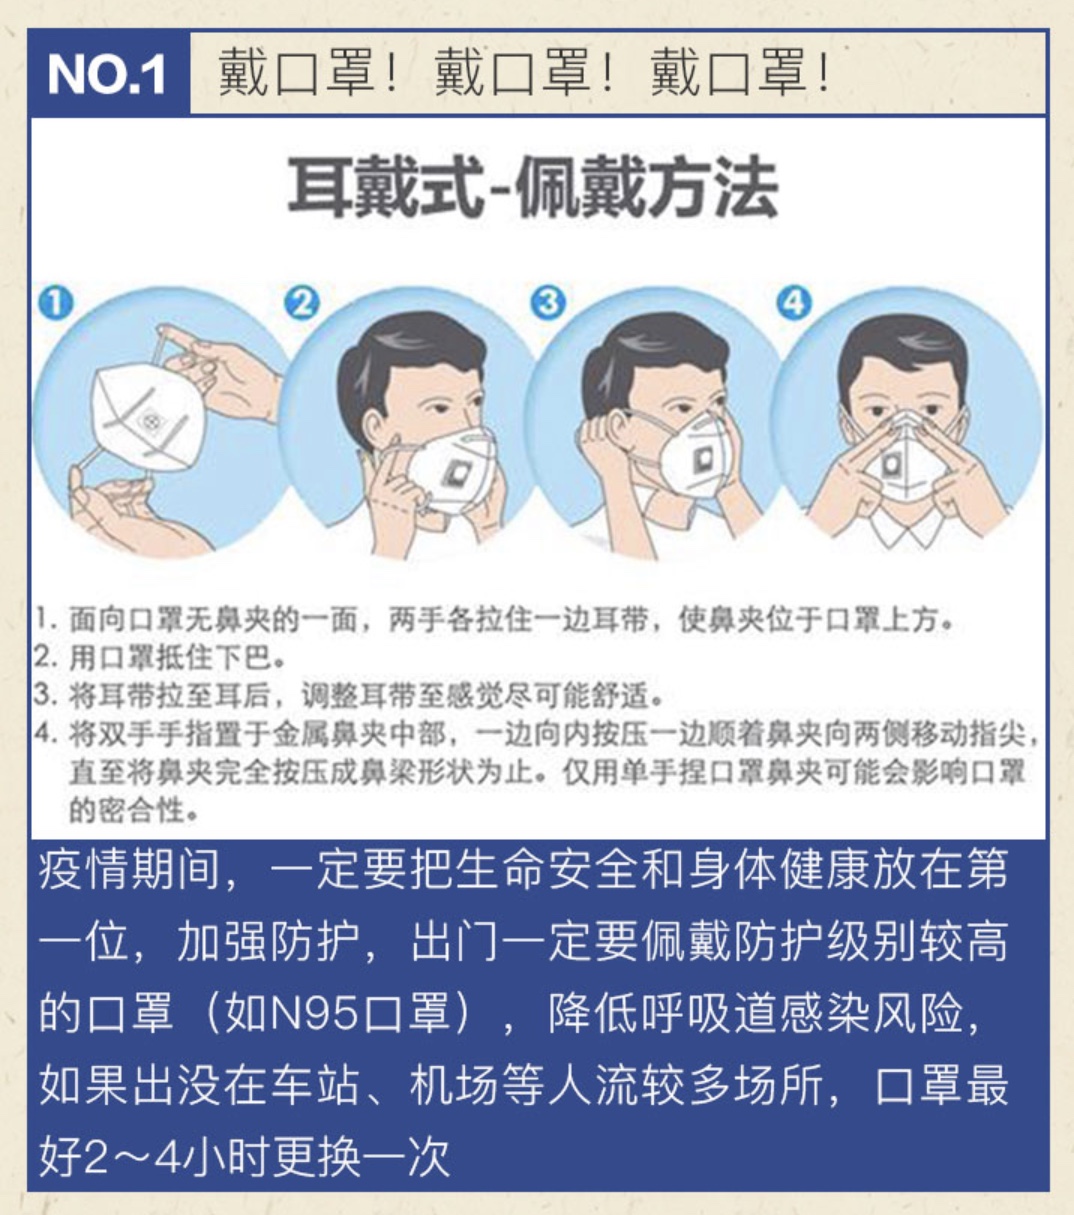 NO.1 戴口罩！戴口罩！戴口罩！
耳戴式-佩戴方法
1 2 3 4
1. 面向口罩无鼻夹的一面，两手各拉住一边耳带，使鼻夹位于口罩上方。
2. 用口罩抵住下巴。
3. 将耳带拉至耳后，调整耳带至感觉尽可能舒适。
4. 将双手手指置于金属鼻夹中部，一边向内按压一边顺着鼻夹向两侧移动指尖，
直至将鼻夹完全按压成鼻梁形状为止。仅用单手捏口罩鼻夹可能会影响口罩
的密合性。
疫情期间，一定要把生命安全和身体健康放在第
一位，加强防护，出门一定要佩戴防护级别较高
的口罩（如N95口罩），降低呼吸道感染风险，
如果出没在车站、机场等人流较多场所，口罩最
好2～4小时更换一次